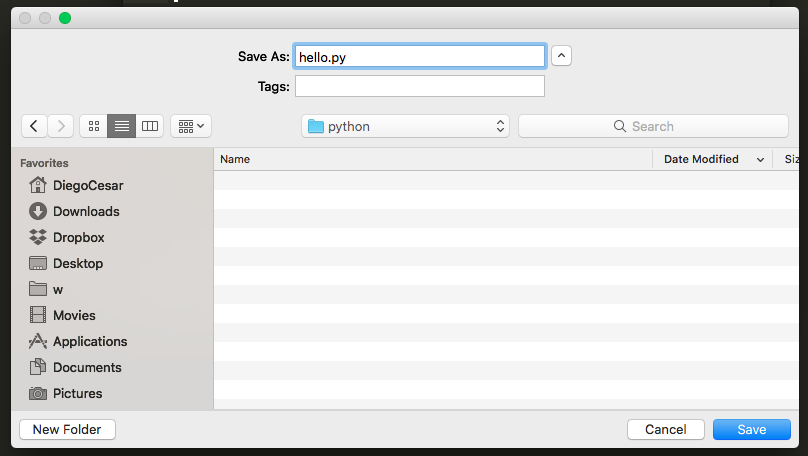 Save As: hello.py
Tags:
python
Search
Favorites
DiegoCesar
Downloads
Dropbox
Desktop
w
Movies
Applications
Documents
Pictures
Name Date Modified Siz
New Folder Cancel Save